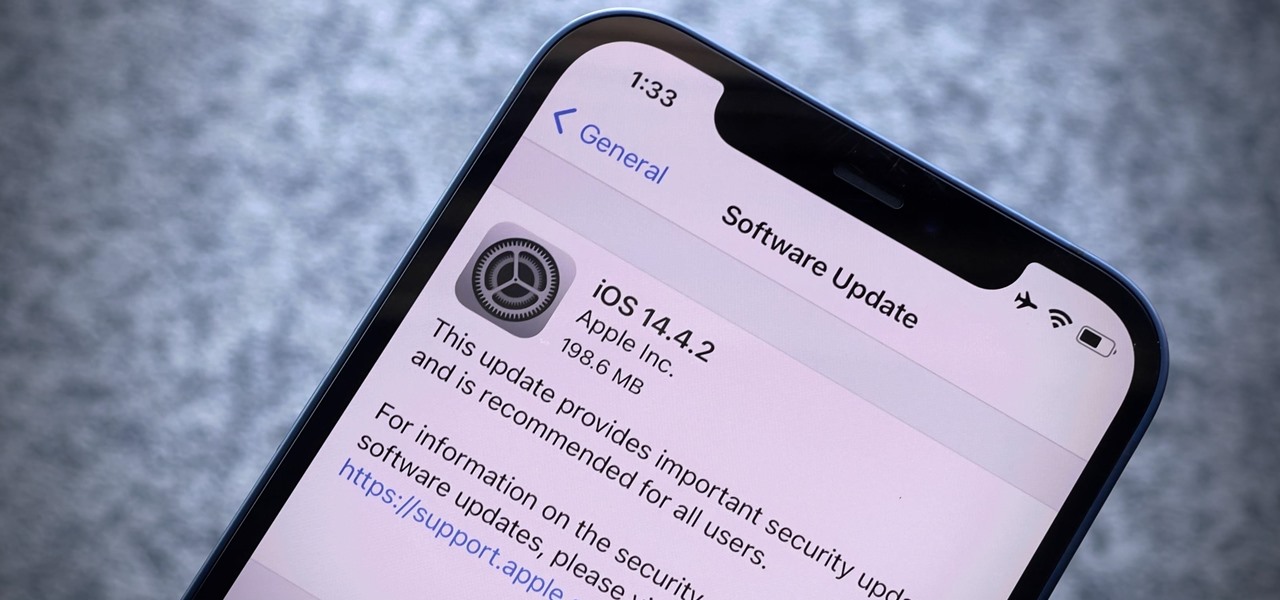 1:33
General
Software Update
iOS 14.4.2
Apple Inc.
198.6 MB
This update provides important security
and is recommended for all users.
For information on the security
software updates, please
https://support.apple